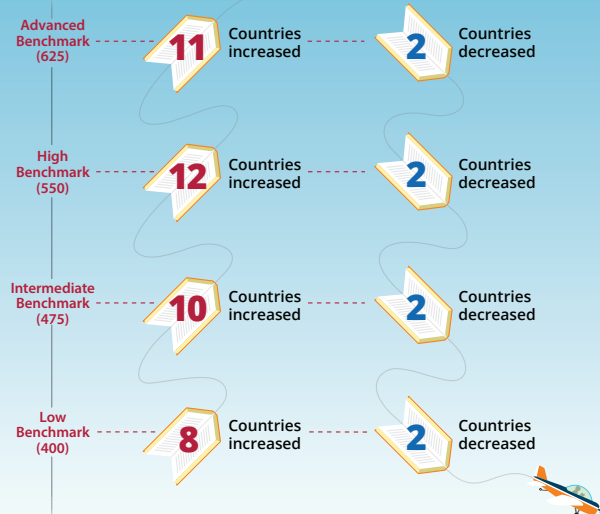 Advanced
Benchmark
(625)
11
Countries
increased
2
Countries
decreased
High
Benchmark
(550)
12
Countries
increased
2
Countries
decreased
Intermediate
Benchmark
(475)
10
Countries
increased
2
Countries
decreased
Low
Benchmark
(400)
8
Countries
increased
2
Countries
decreased